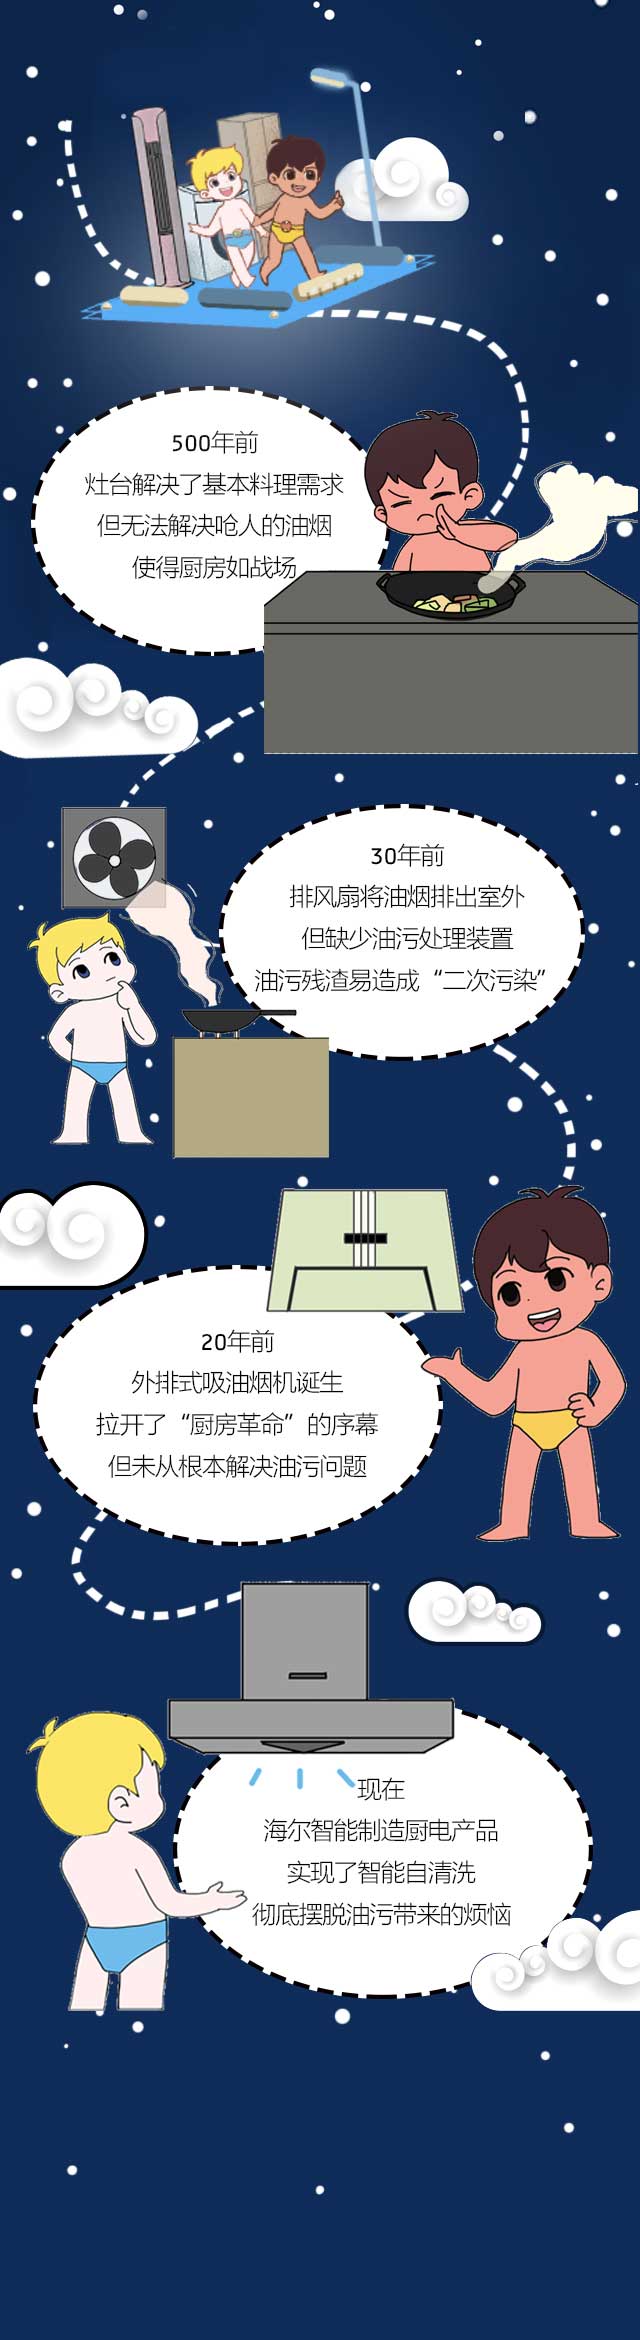 500年前
灶台解决了基本料理需求
但无法解决呛人的油烟
使得厨房如战场
30年前
排风扇将油烟排出室外
但缺少油污处理装置
油污残渣易造成“二次污染”
20年前
外排式吸油烟机诞生
拉开了“厨房革命”的序幕
但未从根本解决油污问题
现在
海尔智能制造厨电产品
实现了智能自清洗
彻底摆脱油污带来的烦恼